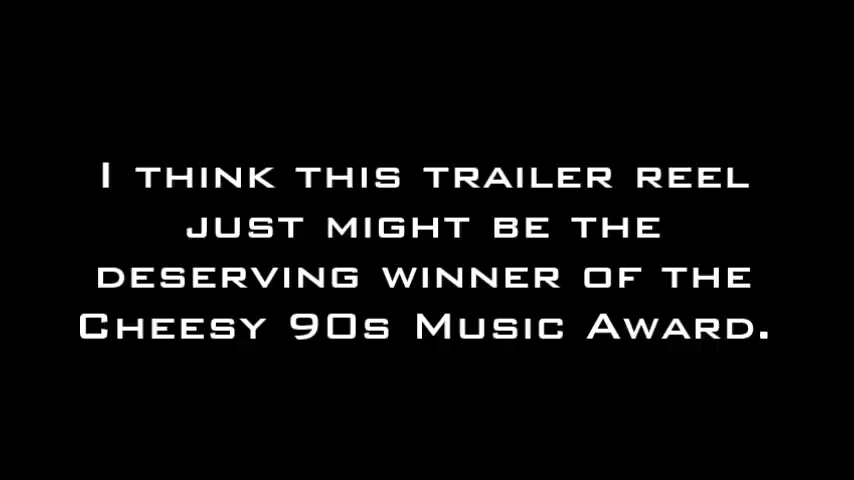 I think this trailer reel
just might be the
deserving winner of the
Cheesy 90s Music Award.